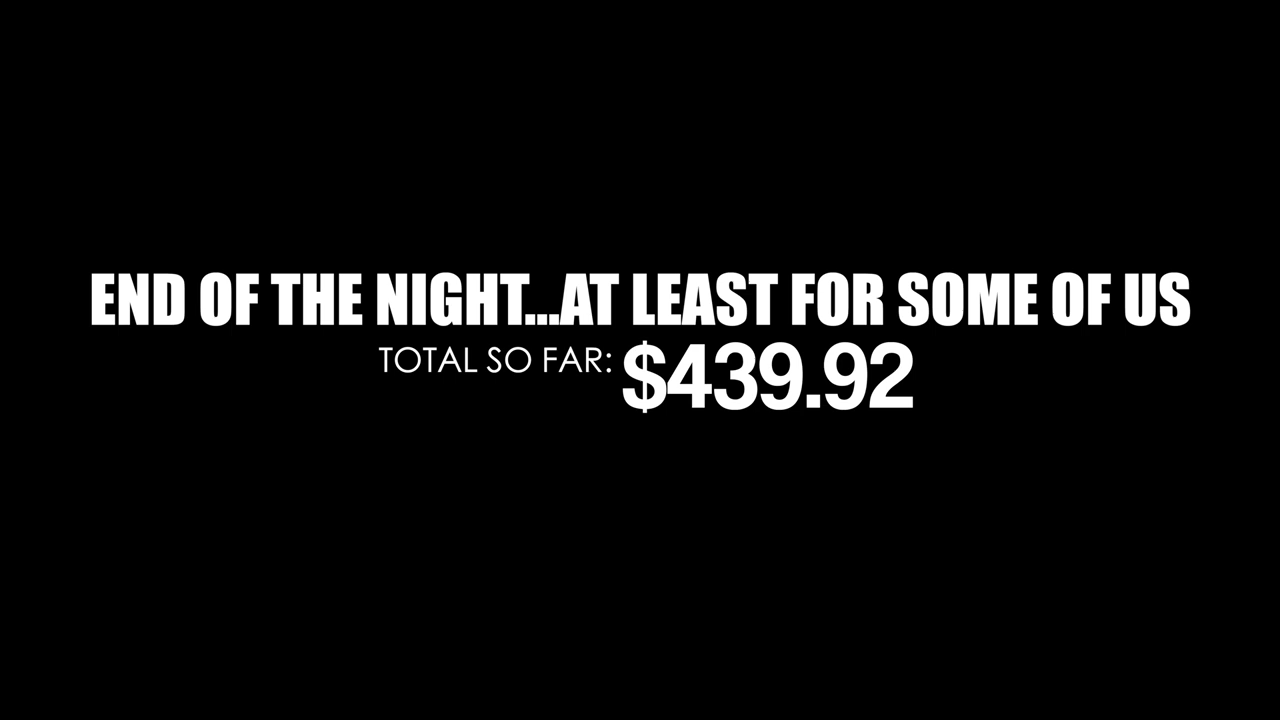 END OF THE NIGHT...AT LEAST FOR SOME OF US
TOTAL SO FAR: $439.92